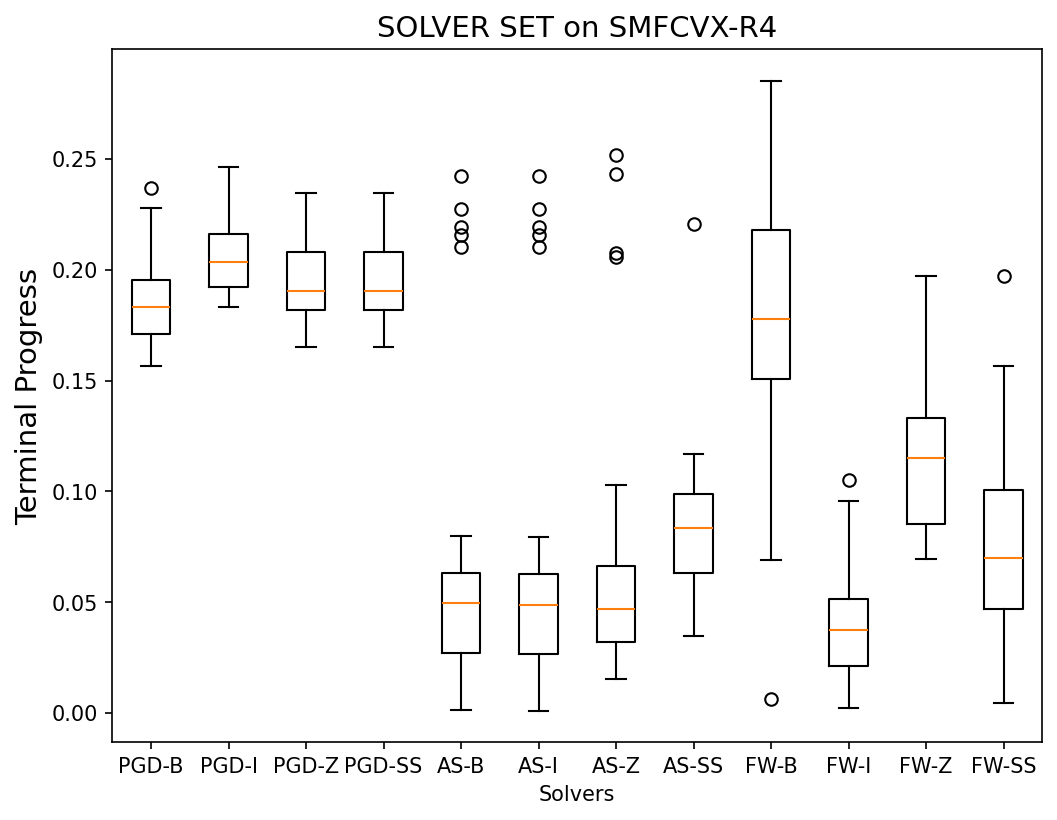 SOLVER SET on SMFCVX-R4
Terminal Progress
0.25
0.20
0.15
0.10
0.05
0.00
PGD-B PGD-I PGD-Z PGD-SS AS-B AS-I AS-Z AS-SS FW-B FW-I FW-Z FW-SS
Solvers